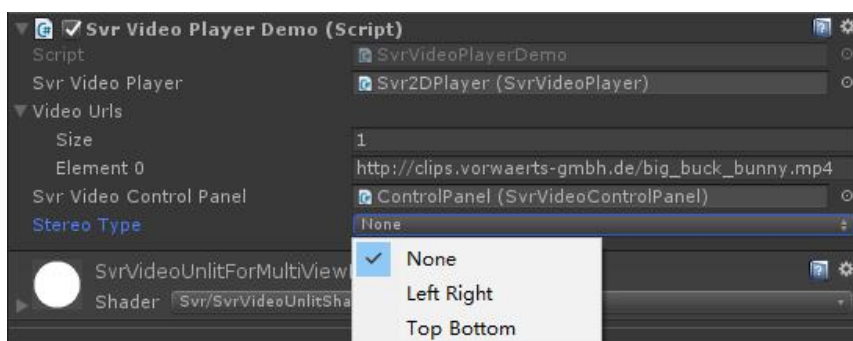 Svr Video Player Demo (Script)
Script SvrVideoPlayerDemo
Svr Video Player Svr2DPlayer (SvrVideoPlayer)
Video Urls
Size 1
Element 0 http://clips.vorwaerts-gmbh.de/big_buck_bunny.mp4
Svr Video Control Panel ControlPanel (SvrVideoControlPanel)
Stereo Type None
None
SvrVideoUnlitForMultiView
Left Right
Shader Svr/SvrVideoUnlitSha
Top Bottom